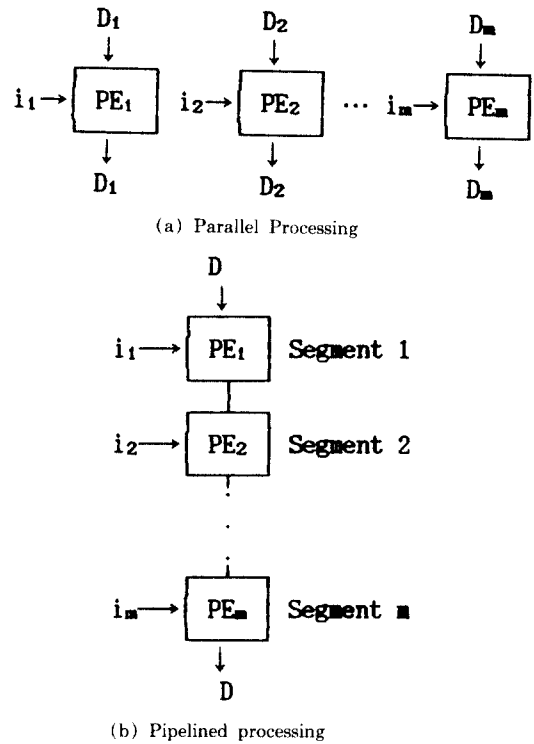 D₁ D₂ Dₘ
i₁ PE₁ i₂ PE₂ ... iₘ PEₘ
D₁ D₂ Dₘ
(a) Parallel Processing
D
i₁ PE₁ Segment 1
i₂ PE₂ Segment 2
iₘ PEₘ Segment m
D
(b) Pipelined processing